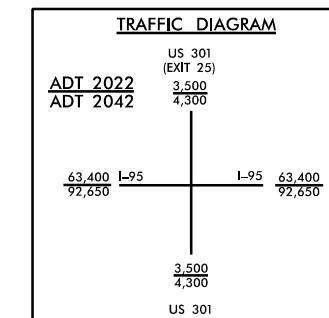 TRAFFIC DIAGRAM
US 301
(EXIT 25)
ADT 2022
ADT 2042
3,500
4,300
63,400
92,650
I–95
I–95
63,400
92,650
3,500
4,300
US 301